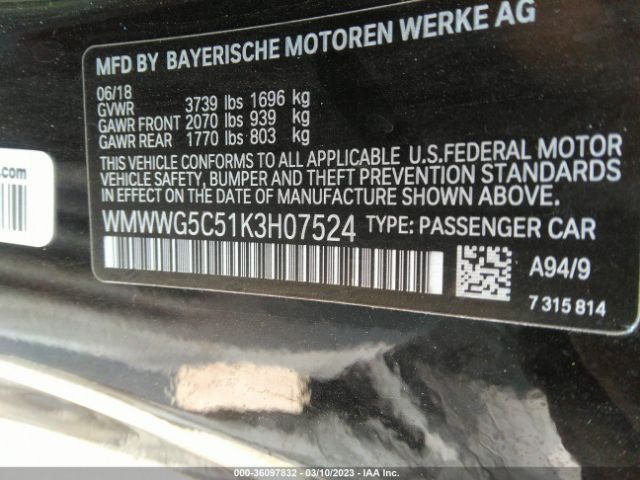 MFD BY BAYERISCHE MOTOREN WERKE AG
06/18
GVWR 3739 lbs 1696 kg
GAWR FRONT 2070 lbs 939 kg
GAWR REAR 1770 lbs 803 kg
THIS VEHICLE CONFORMS TO ALL APPLICABLE U.S.FEDERAL MOTOR
VEHICLE SAFETY, BUMPER AND THEFT PREVENTION STANDARDS
IN EFFECT ON THE DATE OF MANUFACTURE SHOWN ABOVE.
WMWWG5C51K3H07524 TYPE: PASSENGER CAR
A94/9
7 315 814
s.com
000-36097832 — 03/10/2023 — IAA Inc.